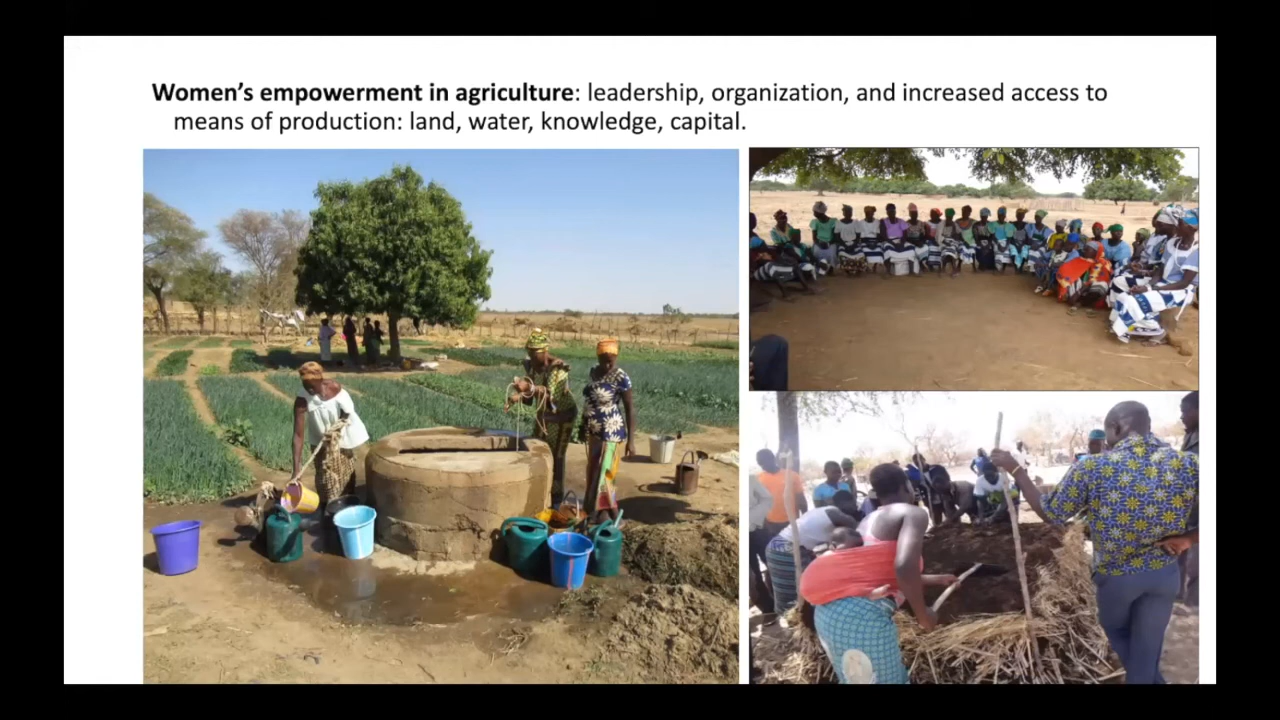 Women’s empowerment in agriculture: leadership, organization, and increased access to
means of production: land, water, knowledge, capital.